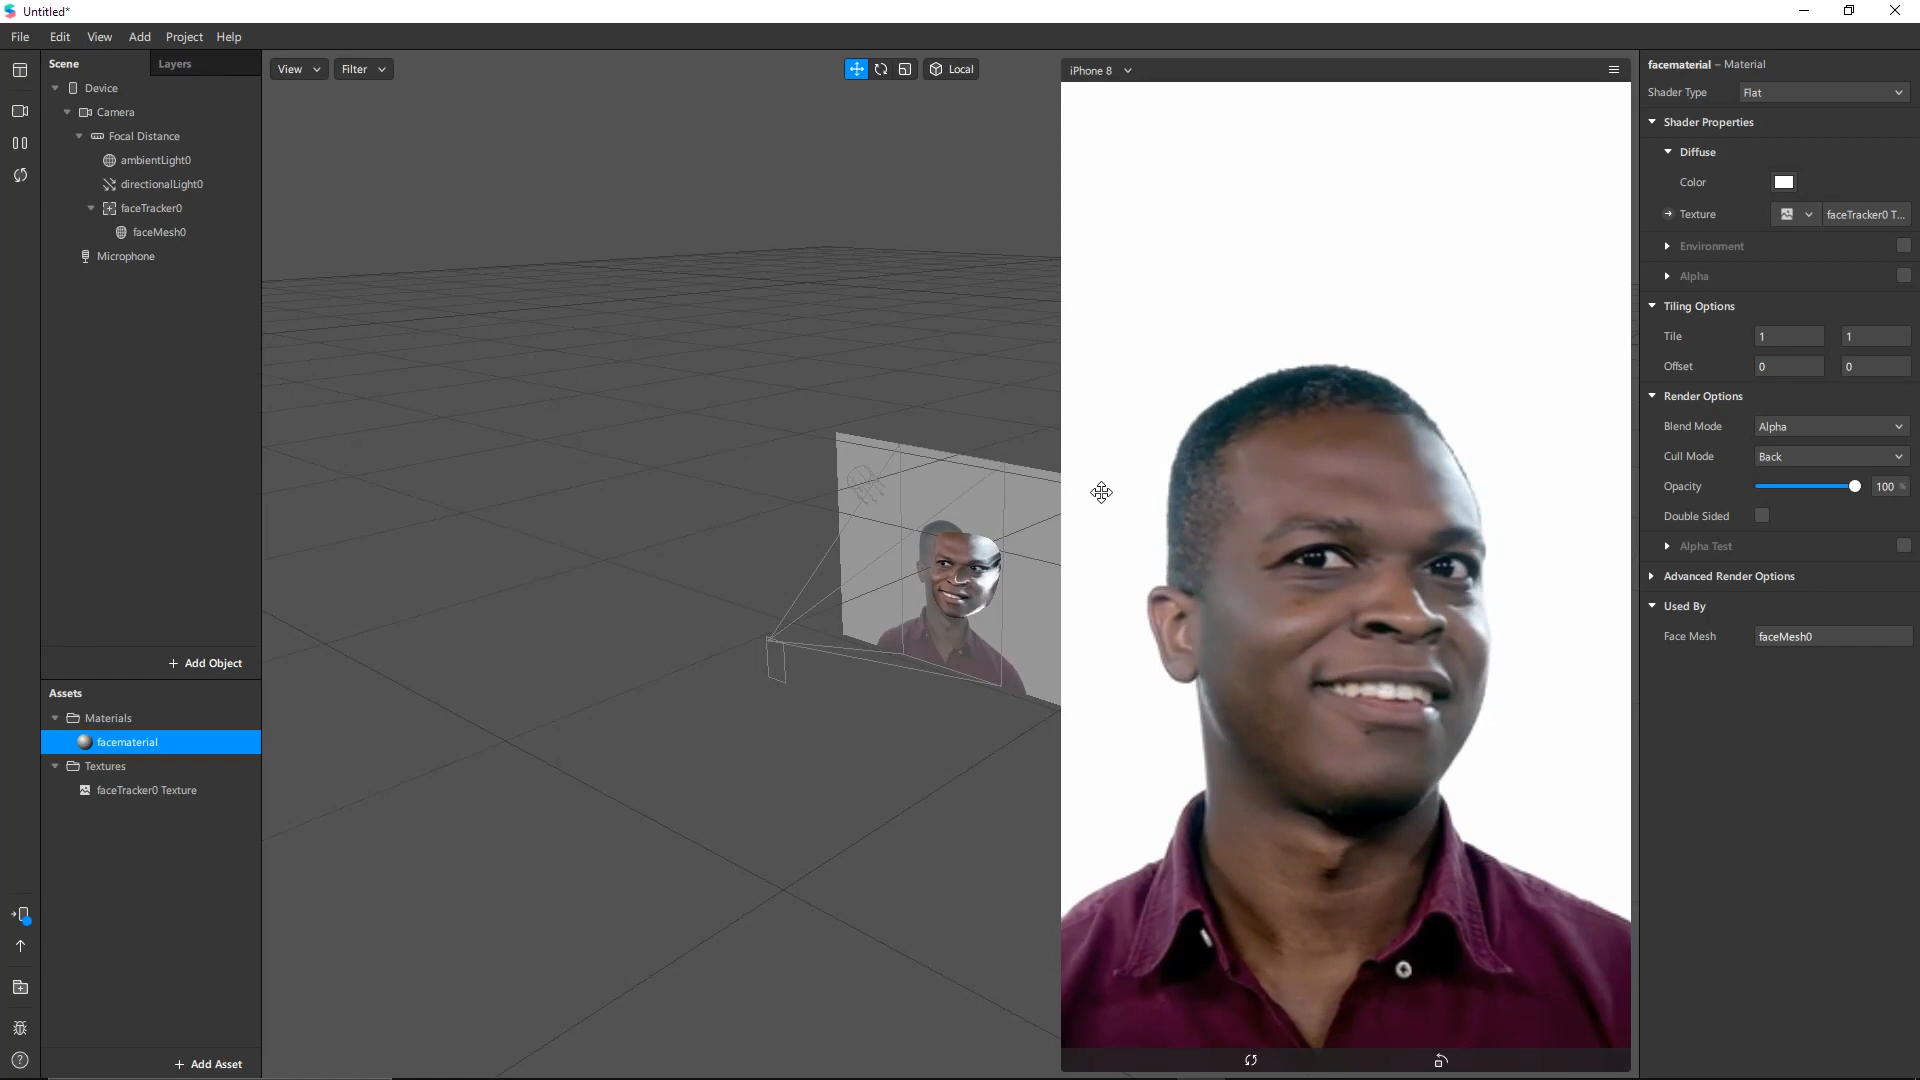 Untitled*
File Edit View Add Project Help
Scene Layers
Device
Camera
Focal Distance
ambientLight0
directionalLight0
faceTracker0
faceMesh0
Microphone
+ Add Object
Assets
Materials
facematerial
Textures
faceTracker0 Texture
+ Add Asset
View Filter
Local
iPhone 8
facematerial – Material
Shader Type Flat
Shader Properties
Diffuse
Color
Texture faceTracker0 T...
Environment
Alpha
Tiling Options
Tile 1 1
Offset 0 0
Render Options
Blend Mode Alpha
Cull Mode Back
Opacity 100 %
Double Sided
Alpha Test
Advanced Render Options
Used By
Face Mesh faceMesh0